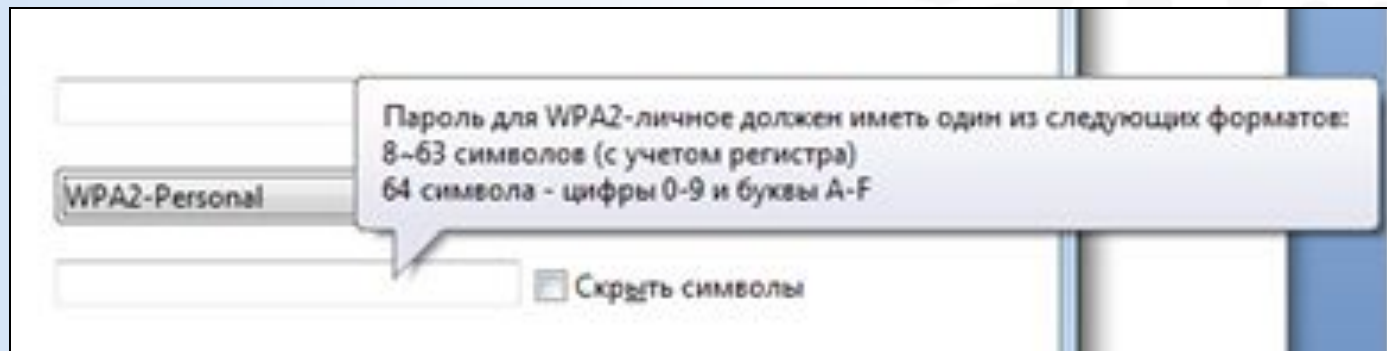 Пароль для WPA2-личное должен иметь один из следующих форматов:
8~63 символов (с учетом регистра)
64 символа - цифры 0-9 и буквы A-F
WPA2-Personal
Скрыть символы